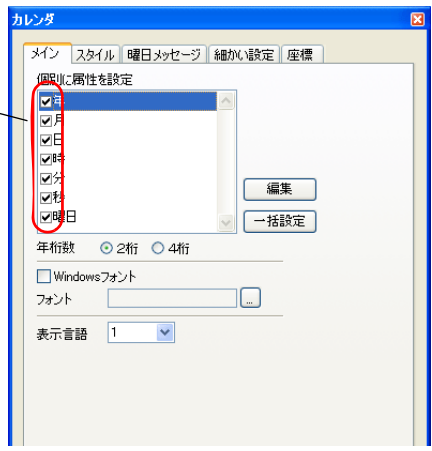 カレンダ
メイン スタイル 曜日メッセージ 細かい設定 座標
個別に属性を設定
年
月
日
時
分
秒
曜日
編集
一括設定
年桁数 2桁 4桁
Windowsフォント
フォント ...
表示言語 1